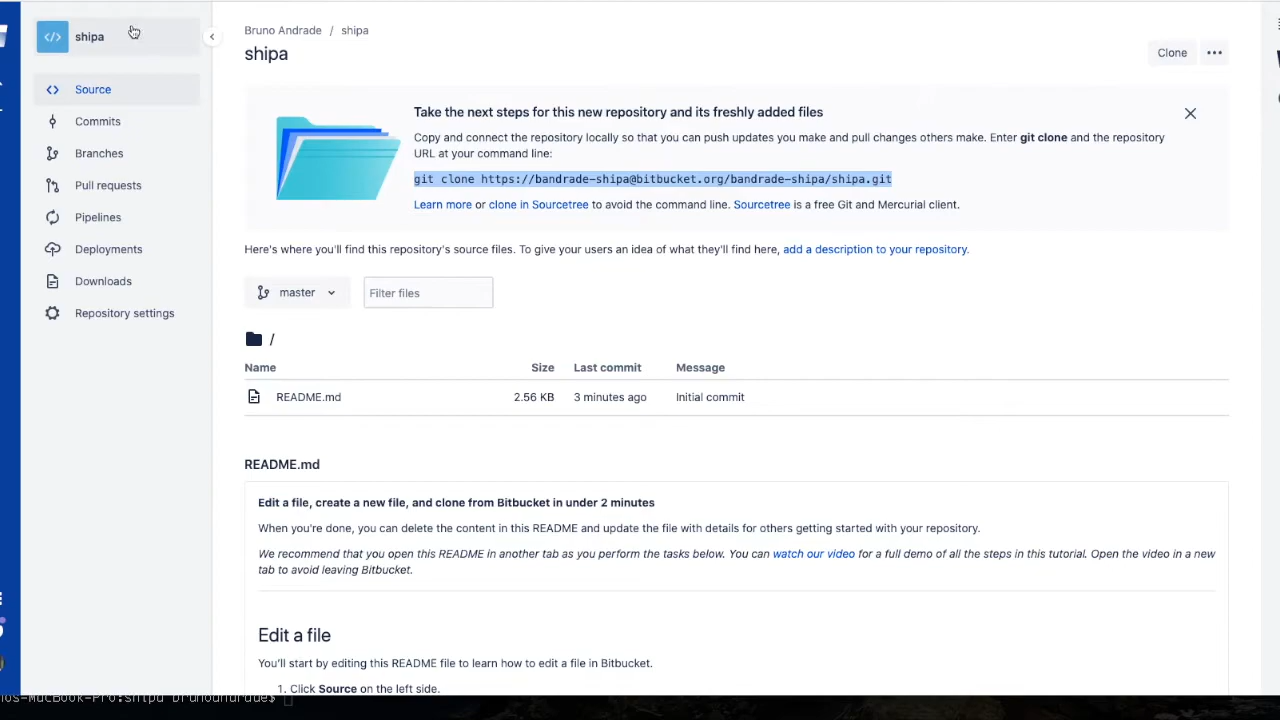 shipa
Source
Commits
Branches
Pull requests
Pipelines
Deployments
Downloads
Repository settings
Bruno Andrade / shipa
shipa
Clone
Take the next steps for this new repository and its freshly added files
Copy and connect the repository locally so that you can push updates you make and pull changes others make. Enter git clone and the repository
URL at your command line:
git clone https://bandrade-shipa@bitbucket.org/bandrade-shipa/shipa.git
Learn more or clone in Sourcetree to avoid the command line. Sourcetree is a free Git and Mercurial client.
Here's where you'll find this repository's source files. To give your users an idea of what they'll find here, add a description to your repository.
master
Filter files
/
Name Size Last commit Message
README.md 2.56 KB 3 minutes ago Initial commit
README.md
Edit a file, create a new file, and clone from Bitbucket in under 2 minutes
When you're done, you can delete the content in this README and update the file with details for others getting started with your repository.
We recommend that you open this README in another tab as you perform the tasks below. You can watch our video for a full demo of all the steps in this tutorial. Open the video in a new
tab to avoid leaving Bitbucket.
Edit a file
You'll start by editing this README file to learn how to edit a file in Bitbucket.
1. Click Source on the left side.
nos-MacBook-Pro:shipa brunoandrade$